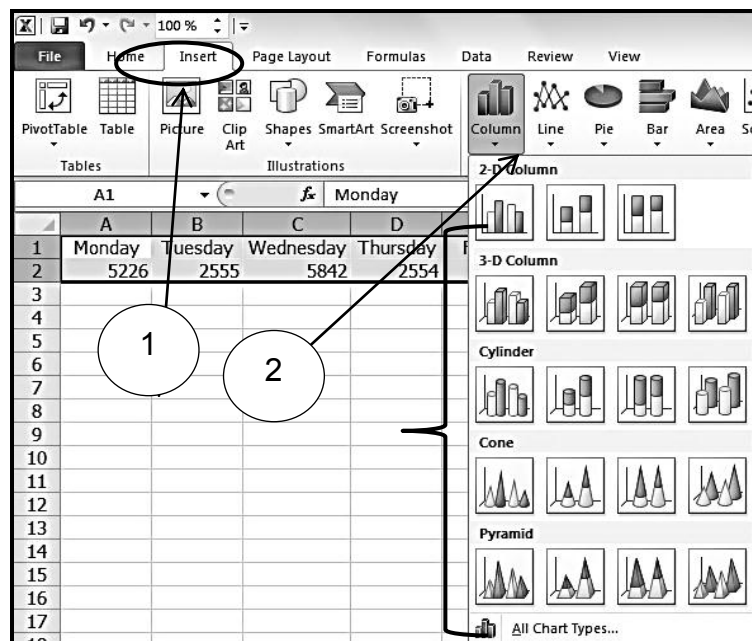 100 %
File Home Insert Page Layout Formulas Data Review View
PivotTable Table Picture Clip Art Shapes SmartArt Screenshot Column Line Pie Bar Area
Tables Illustrations
A1 fx Monday
2-D Column
A B C D
1 Monday Tuesday Wednesday Thursday
2 5226 2555 5842 2554
3-D Column
3
4
5
1 2
Cylinder
6
7
8
9
Cone
10
11
12
13
Pyramid
14
15
16
17
All Chart Types...